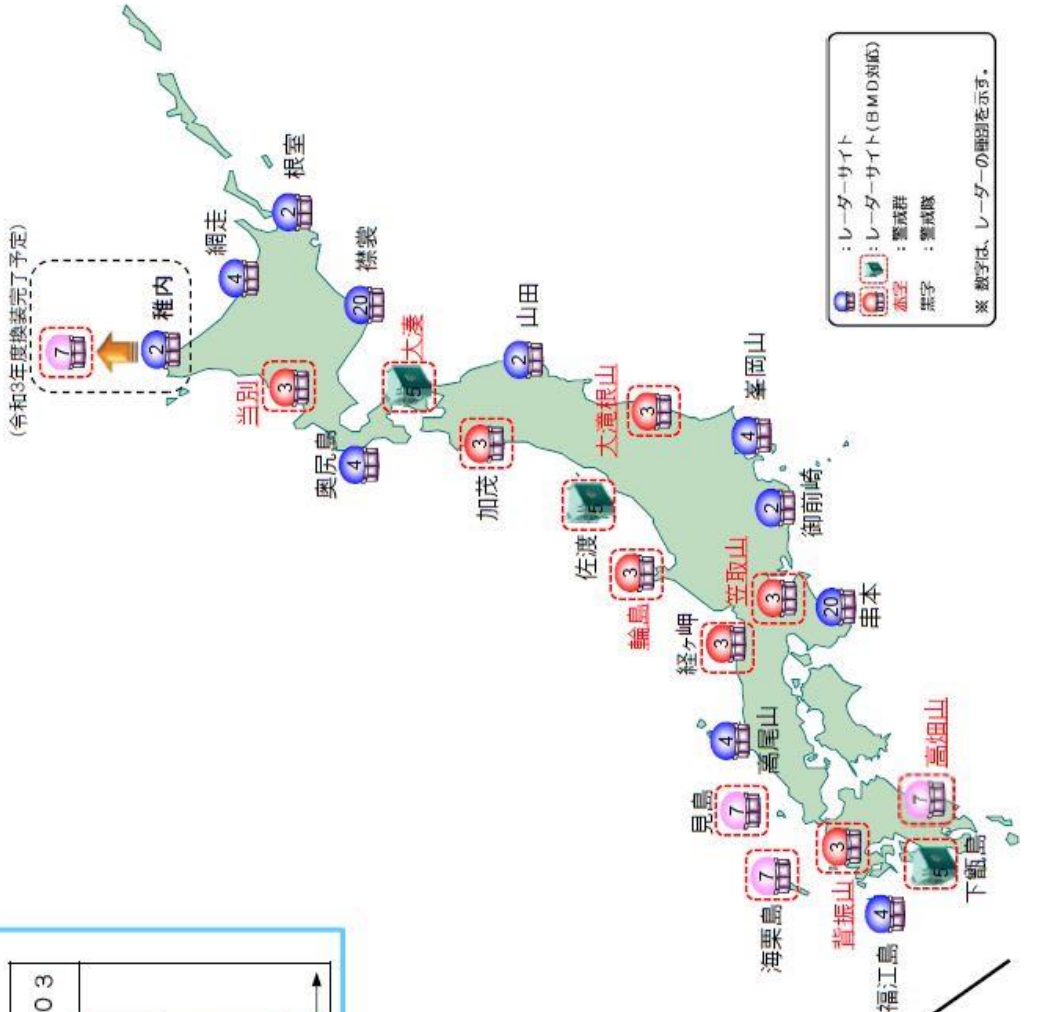 (令和3年度換装完了予定)
7
2
稚内
4
網走
2
根室
20
襟裳
3
当別
4
奥尻島
5
大湊
3
加茂
2
山田
5
佐渡
3
大滝根山
3
輪島
4
峯岡山
2
御前崎
3
笠取山
3
経ヶ岬
20
串本
4
高尾山
7
見島
7
海栗島
3
背振山
7
高畑山
5
下甑島
4
福江島
:レーダーサイト
:レーダーサイト(BMD対応)
赤字 :警戒群
黒字 :警戒隊
※ 数字は、レーダーの種別を示す。
03